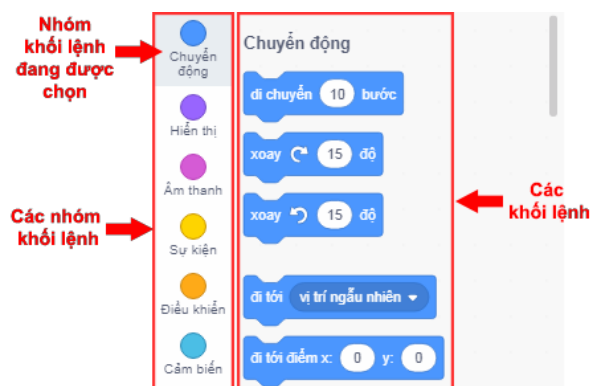 Nhóm
khối lệnh
đang được
chọn
Các nhóm
khối lệnh
Chuyển
động
Hiển thị
Âm thanh
Sự kiện
Điều khiển
Cảm biến
Chuyển động
di chuyển 10 bước
xoay 15 độ
xoay 15 độ
đi tới vị trí ngẫu nhiên
đi tới điểm x: 0 y: 0
Các
khối lệnh